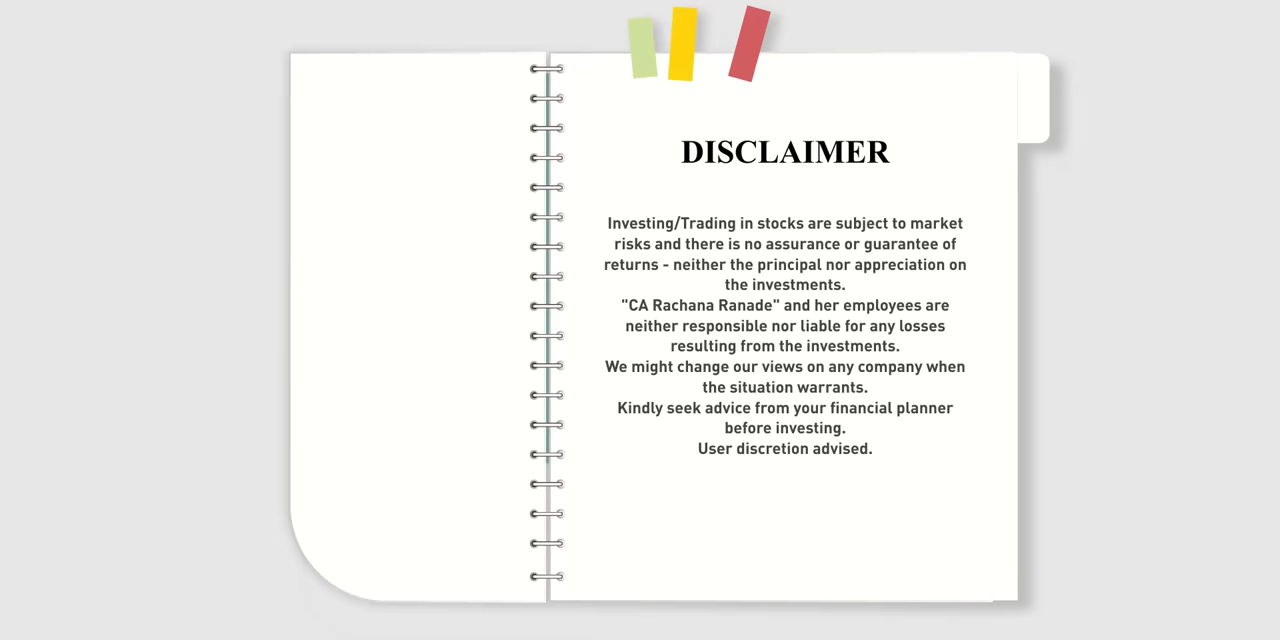 DISCLAIMER
Investing/Trading in stocks are subject to market
risks and there is no assurance or guarantee of
returns - neither the principal nor appreciation on
the investments.
"CA Rachana Ranade" and her employees are
neither responsible nor liable for any losses
resulting from the investments.
We might change our views on any company when
the situation warrants.
Kindly seek advice from your financial planner
before investing.
User discretion advised.